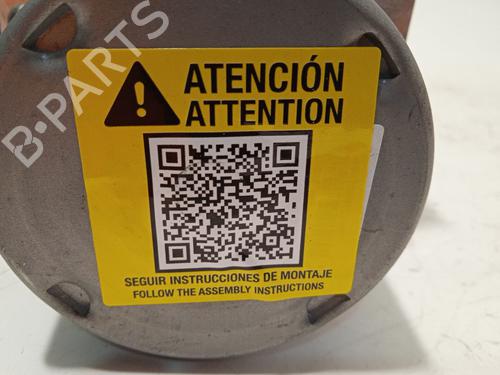 B-PARTS
ATENCIÓN
ATTENTION
SEGUIR INSTRUCCIONES DE MONTAJE
FOLLOW THE ASSEMBLY INSTRUCTIONS